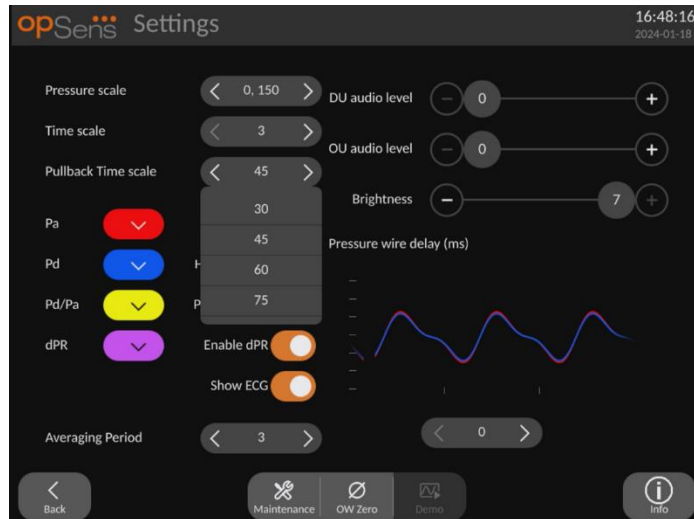 opSens Settings
16:48:16
2024-01-18
Pressure scale 0, 150
DU audio level 0
Time scale 3
OU audio level 0
Pullback Time scale 45
Brightness 7
30
45
60
75
Pressure wire delay (ms)
Pa
Pd H
Pd/Pa P
dPR Enable dPR
Show ECG
Averaging Period 3
0
Back
Maintenance
OW Zero
Demo
Info